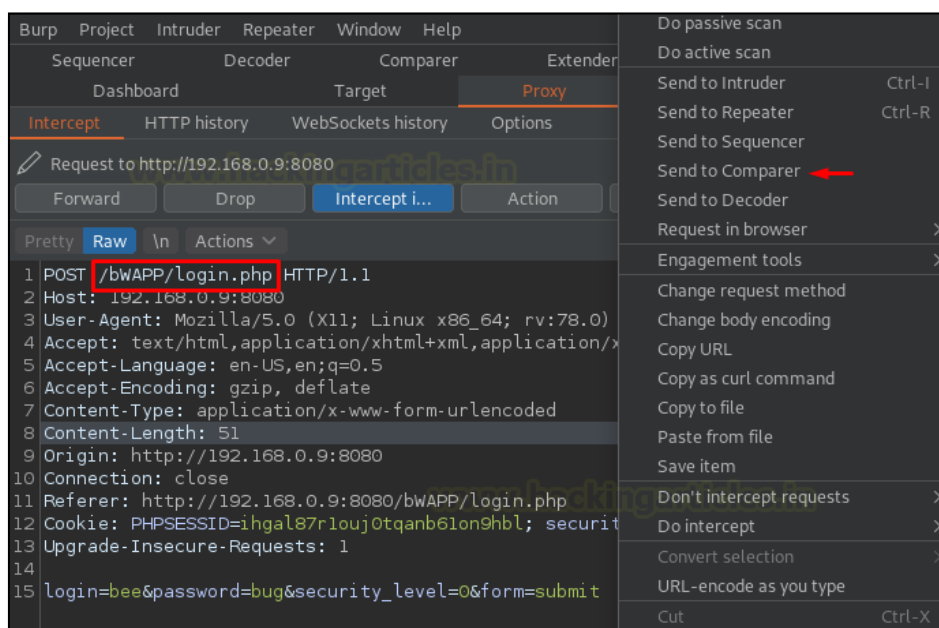 Burp Project Intruder Repeater Window Help
Sequencer Decoder Comparer Extender
Dashboard Target Proxy
Intercept HTTP history WebSockets history Options
Request to http://192.168.0.9:8080
www.hackingarticles.in
Forward Drop Intercept i... Action
Pretty Raw \n Actions
1 POST /bWAPP/login.php HTTP/1.1
2 Host: 192.168.0.9:8080
3 User-Agent: Mozilla/5.0 (X11; Linux x86_64; rv:78.0)
4 Accept: text/html,application/xhtml+xml,application/x
5 Accept-Language: en-US,en;q=0.5
6 Accept-Encoding: gzip, deflate
7 Content-Type: application/x-www-form-urlencoded
8 Content-Length: 51
9 Origin: http://192.168.0.9:8080
10 Connection: close
11 Referer: http://192.168.0.9:8080/bWAPP/login.php
12 Cookie: PHPSESSID=ihgal87r1ouj0tqanb61on9hbl; securit
13 Upgrade-Insecure-Requests: 1
14
15 login=bee&password=bug&security_level=0&form=submit
Do passive scan
Do active scan
Send to Intruder Ctrl-I
Send to Repeater Ctrl-R
Send to Sequencer
Send to Comparer
Send to Decoder
Request in browser
Engagement tools
Change request method
Change body encoding
Copy URL
Copy as curl command
Copy to file
Paste from file
Save item
www.hackingarticles.in
Don't intercept requests
Do intercept
Convert selection
URL-encode as you type
Cut Ctrl-X